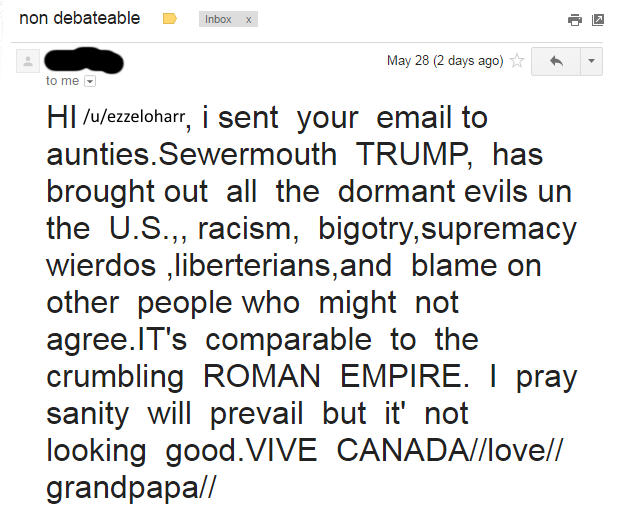 non debateable
Inbox x
May 28 (2 days ago)
to me
HI /u/ezzeloharr, i sent your email to
aunties.Sewermouth TRUMP, has
brought out all the dormant evils un
the U.S.,, racism, bigotry,supremacy
wierdos ,liberterians,and blame on
other people who might not
agree.IT's comparable to the
crumbling ROMAN EMPIRE. I pray
sanity will prevail but it' not
looking good.VIVE CANADA//love//
grandpapa//